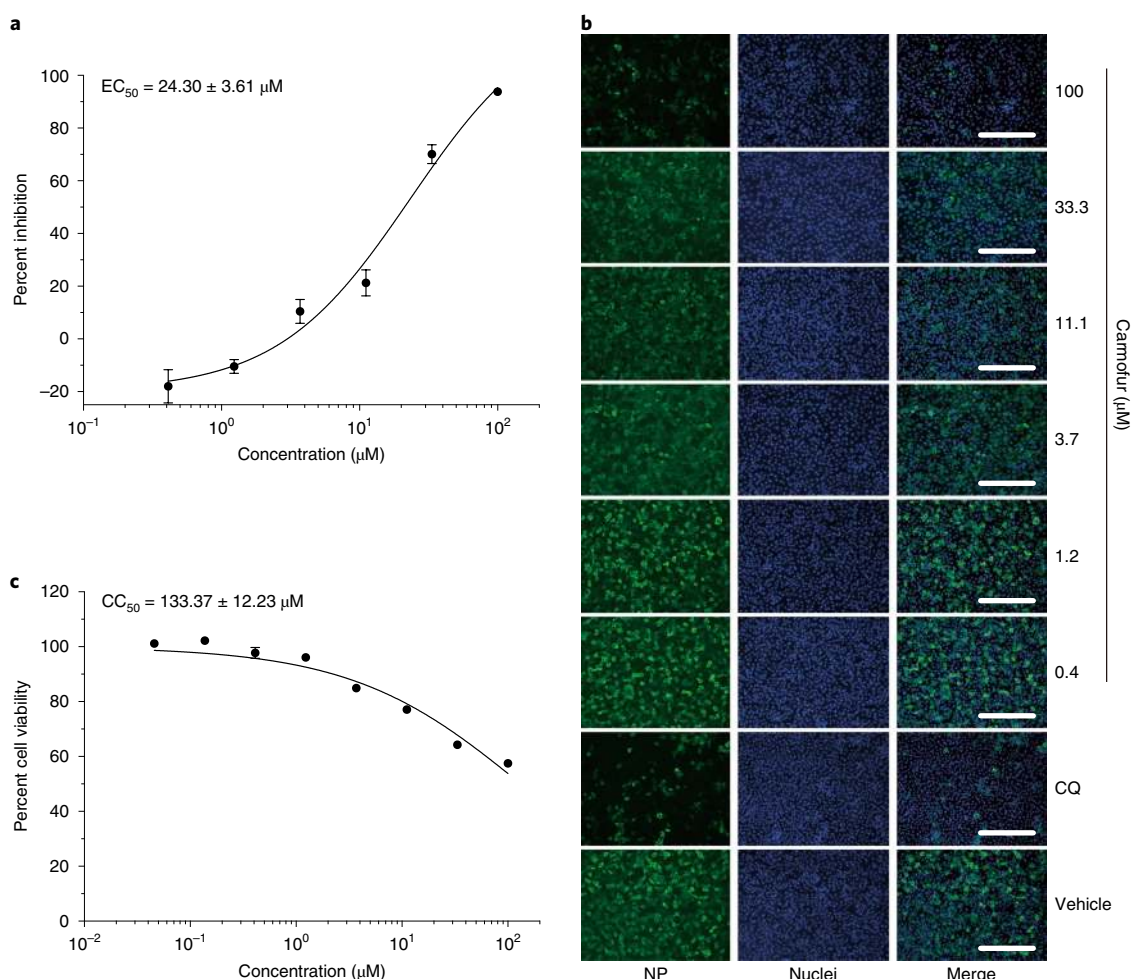 a
EC50 = 24.30 ± 3.61 μM
100
80
60
40
20
0
–20
Percent inhibition
10–1
100
101
102
Concentration (μM)
c
CC50 = 133.37 ± 12.23 μM
120
100
80
60
40
20
0
Percent cell viability
10–2
10–1
100
101
102
Concentration (μM)
b
100
33.3
11.1
3.7
1.2
0.4
Carmofur (μM)
CQ
Vehicle
NP
Nuclei
Merge